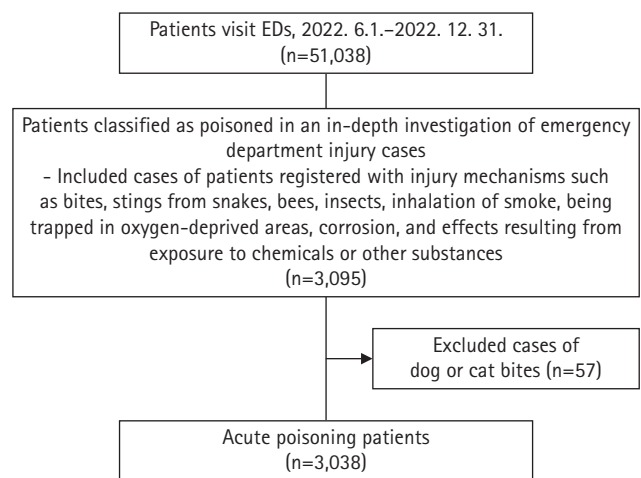 Patients visit EDs, 2022. 6.1.–2022. 12. 31.
(n=51,038)
Patients classified as poisoned in an in-depth investigation of emergency
department injury cases
- Included cases of patients registered with injury mechanisms such
as bites, stings from snakes, bees, insects, inhalation of smoke, being
trapped in oxygen-deprived areas, corrosion, and effects resulting from
exposure to chemicals or other substances
(n=3,095)
Excluded cases of
dog or cat bites (n=57)
Acute poisoning patients
(n=3,038)